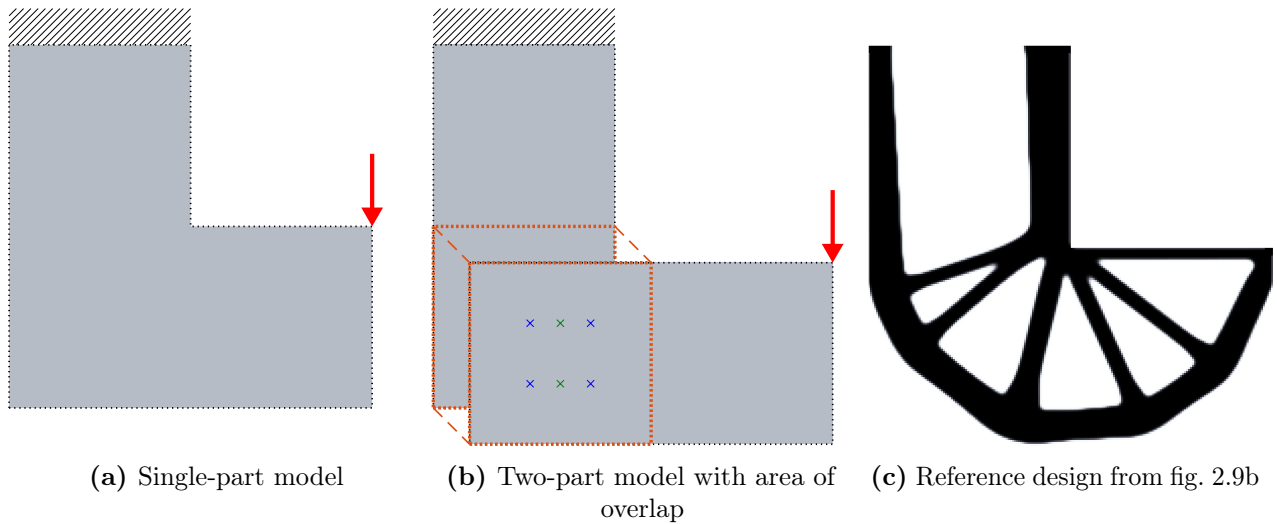 (a) Single-part model
(b) Two-part model with area of
overlap
(c) Reference design from fig. 2.9b